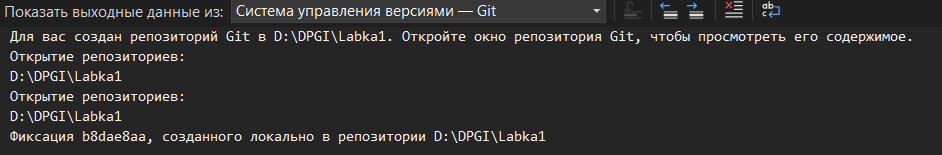 Показать выходные данные из: Система управления версиями — Git
Для вас создан репозиторий Git в D:\DPGI\Labka1. Откройте окно репозитория Git, чтобы просмотреть его содержимое.
Открытие репозиториев:
D:\DPGI\Labka1
Открытие репозиториев:
D:\DPGI\Labka1
Фиксация b8dae8aa, созданного локально в репозитории D:\DPGI\Labka1